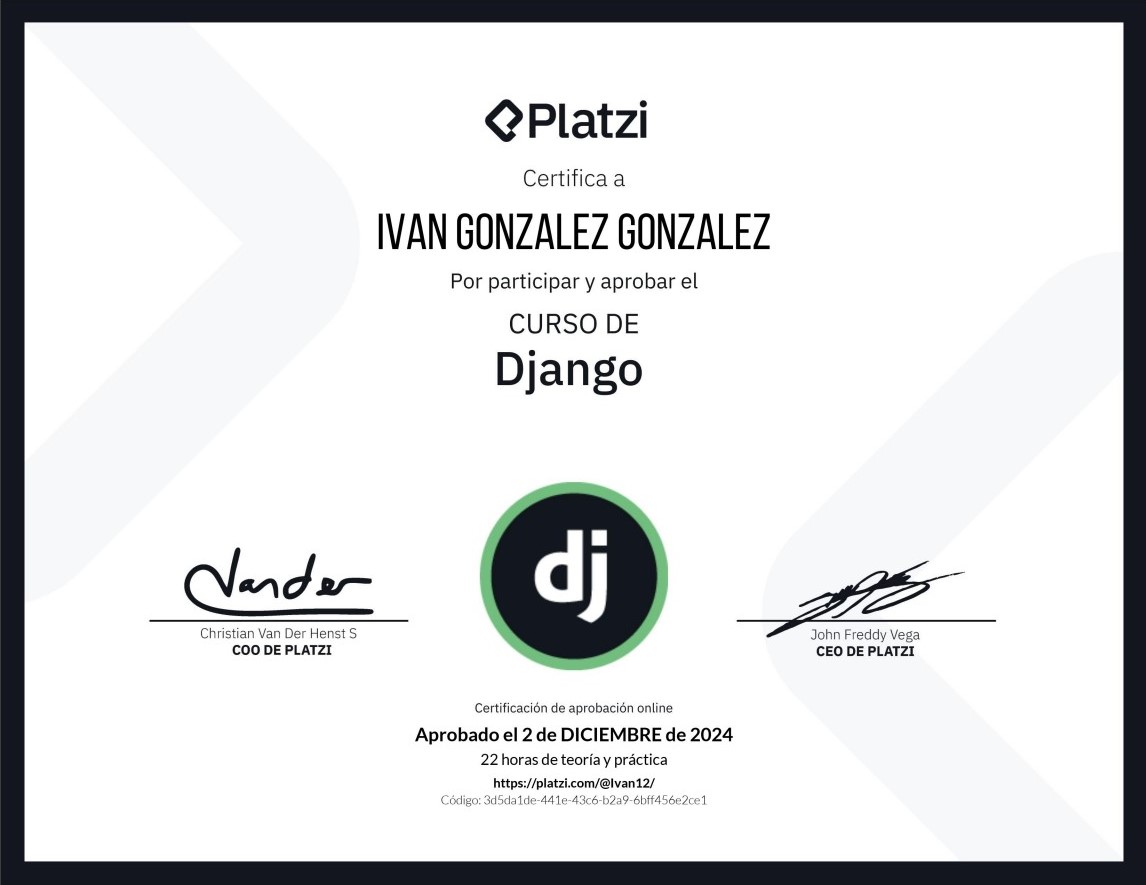 Platzi
Certifica a
IVAN GONZALEZ GONZALEZ
Por participar y aprobar el
CURSO DE
Django
dj
Vander
Christian Van Der Henst S
COO DE PLATZI
John Freddy Vega
CEO DE PLATZI
Certificación de aprobación online
Aprobado el 2 de DICIEMBRE de 2024
22 horas de teoría y práctica
https://platzi.com/@Ivan12/
Código: 3d5da1de-441e-43c6-b2a9-6bff456e2ce1